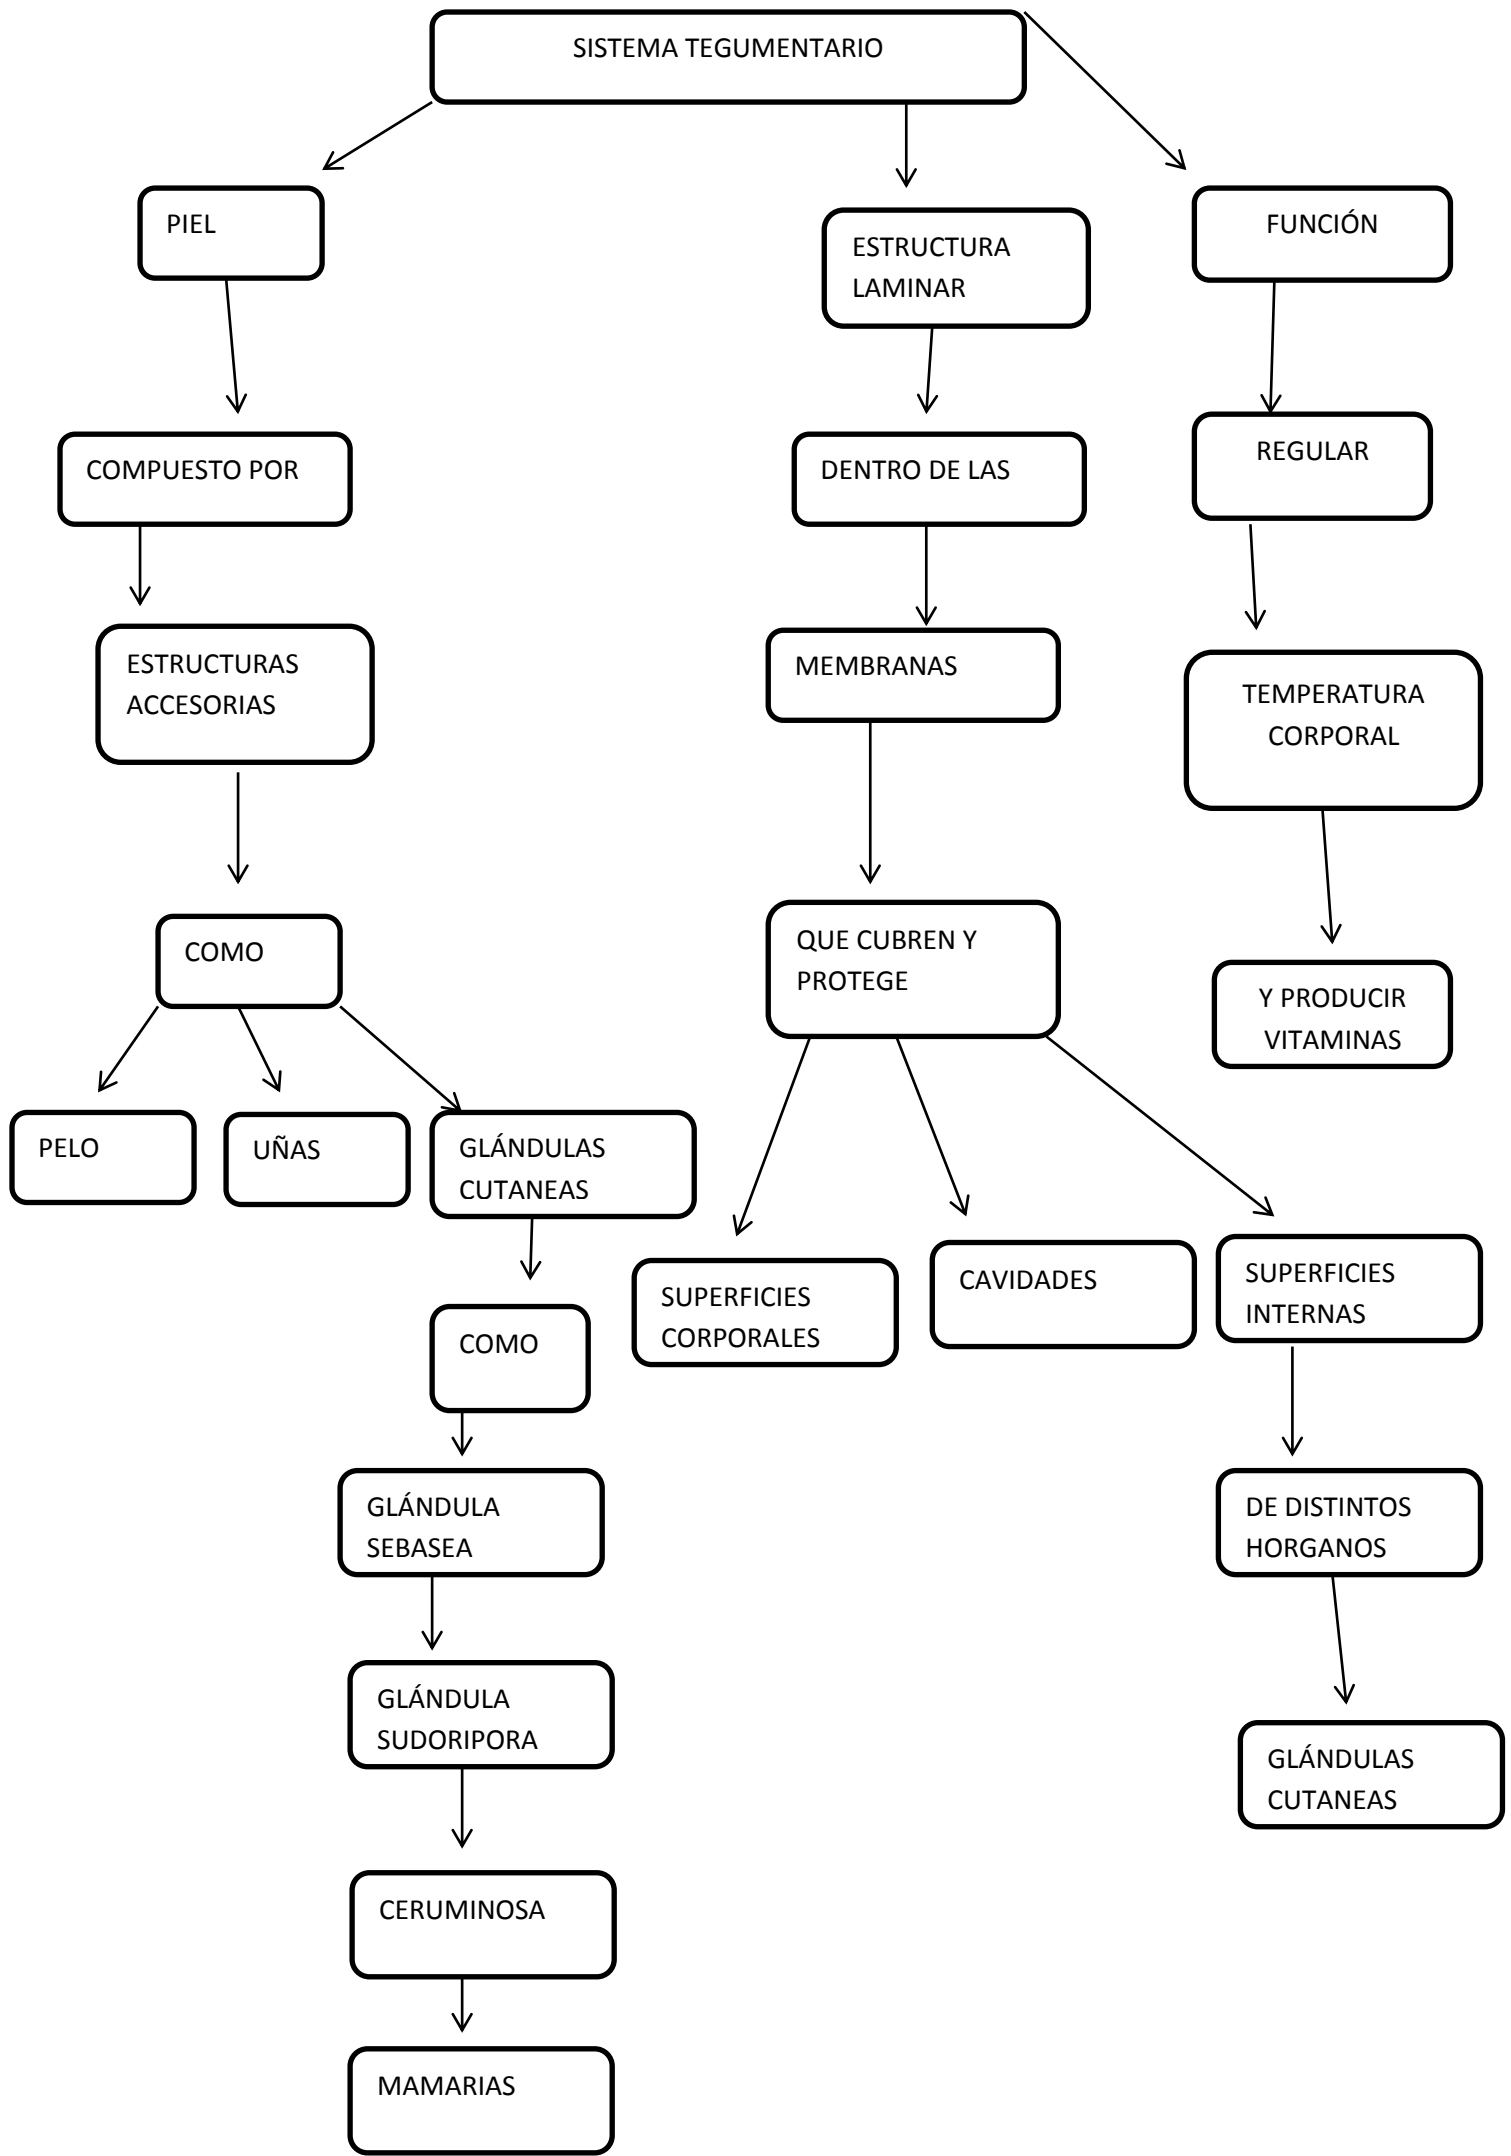 SISTEMA TEGUMENTARIO
PIEL
ESTRUCTURA
LAMINAR
FUNCIÓN
COMPUESTO POR
DENTRO DE LAS
REGULAR
ESTRUCTURAS
ACCESORIAS
MEMBRANAS
TEMPERATURA
CORPORAL
COMO
QUE CUBREN Y
PROTEGE
Y PRODUCIR
VITAMINAS
PELO
UÑAS
GLÁNDULAS
CUTANEAS
SUPERFICIES
CORPORALES
CAVIDADES
SUPERFICIES
INTERNAS
COMO
GLÁNDULA
SEBASEA
DE DISTINTOS
HORGANOS
GLÁNDULA
SUDORIPORA
GLÁNDULAS
CUTANEAS
CERUMINOSA
MAMARIAS